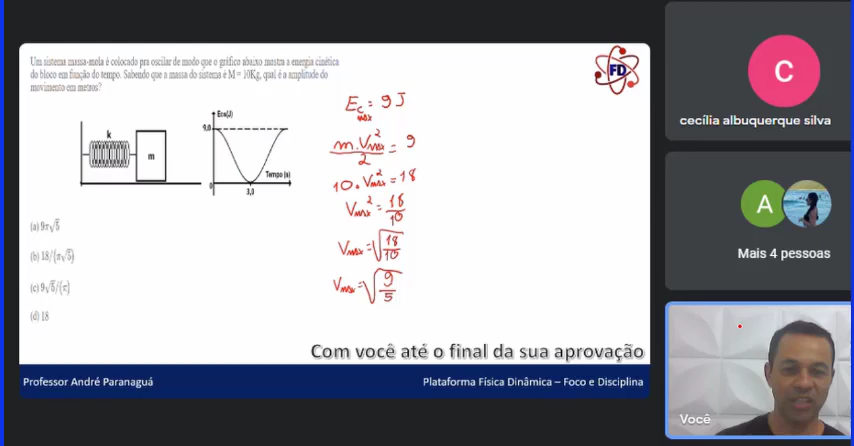 Um sistema massa-mola é colocado pra oscilar de modo que o gráfico abaixo mostra a energia cinética
do bloco em função do tempo. Sabendo que a massa do sistema é M = 10Kg, qual é a amplitude do
movimento em metros?
FD
k
m
Ecin(J)
9,0
0
3,0
Tempo (s)
(a) 9π√5
(b) 18/(π√5)
(c) 9√5/(π)
(d) 18
Ec max = 9 J
m.Vmax²/2 = 9
10.Vmax² = 18
Vmax² = 18/10
Vmax = √(18/10)
Vmax = √(9/5)
Com você até o final da sua aprovação
Professor André Paranaguá
Plataforma Física Dinâmica – Foco e Disciplina
C
cecília albuquerque silva
A
Mais 4 pessoas
Você